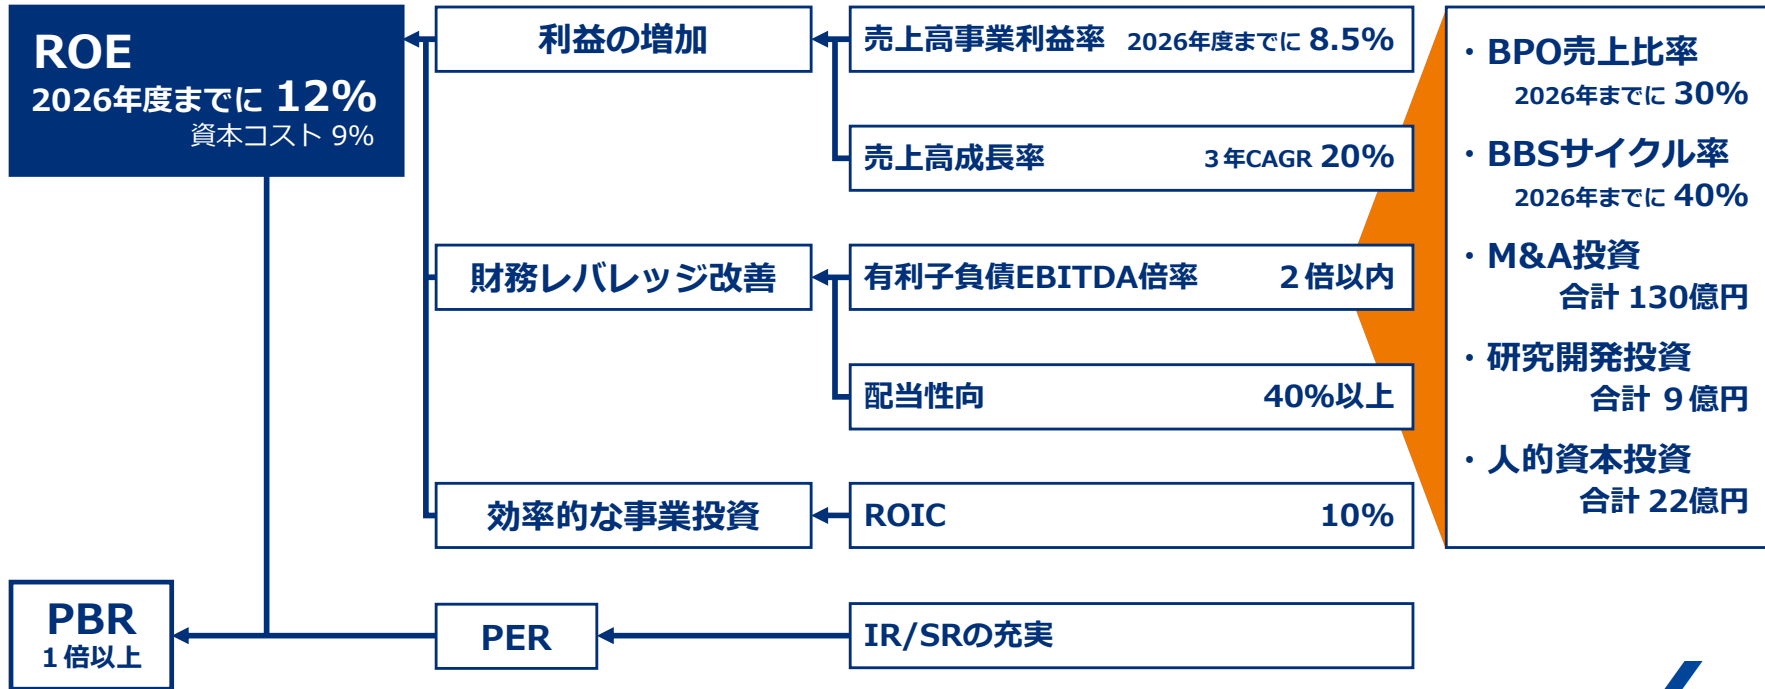 ROE
2026年度までに 12%
資本コスト 9%
利益の増加
売上高事業利益率 2026年度までに 8.5%
売上高成長率 3年CAGR 20%
財務レバレッジ改善
有利子負債EBITDA倍率 2倍以内
配当性向 40%以上
効率的な事業投資
ROIC 10%
・BPO売上比率
2026年までに 30%
・BBSサイクル率
2026年までに 40%
・M&A投資
合計 130億円
・研究開発投資
合計 9億円
・人的資本投資
合計 22億円
PBR
1倍以上
PER
IR/SRの充実